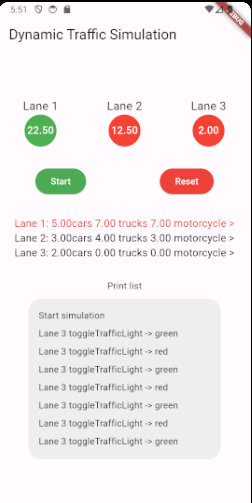 5:51
DEBUG
Dynamic Traffic Simulation
Lane 1 Lane 2 Lane 3
22.50 12.50 2.00
Start Reset
Lane 1: 5.00cars 7.00 trucks 7.00 motorcycle >
Lane 2: 3.00cars 4.00 trucks 3.00 motorcycle >
Lane 3: 2.00cars 0.00 trucks 0.00 motorcycle >
Print list
Start simulation
Lane 3 toggleTrafficLight -> green
Lane 3 toggleTrafficLight -> red
Lane 3 toggleTrafficLight -> green
Lane 3 toggleTrafficLight -> red
Lane 3 toggleTrafficLight -> green
Lane 3 toggleTrafficLight -> red
Lane 3 toggleTrafficLight -> green